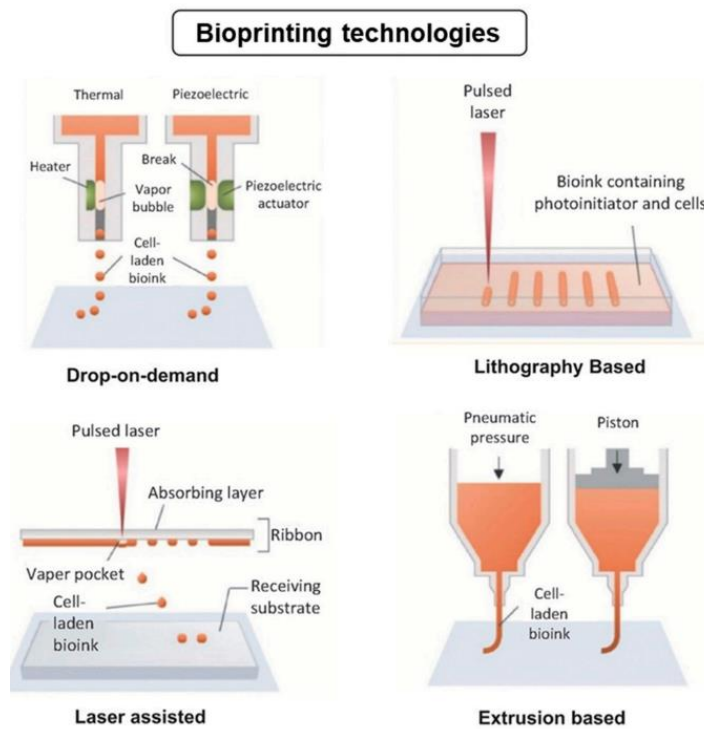 Bioprinting technologies
Thermal
Piezoelectric
Heater
Vapor
bubble
Break
Piezoelectric
actuator
Cell-
laden
bioink
Drop-on-demand
Pulsed
laser
Bioink containing
photoinitiator and cells
Lithography Based
Pulsed laser
Absorbing layer
Ribbon
Vaper pocket
Cell-
laden
bioink
Receiving
substrate
Laser assisted
Pneumatic
pressure
Piston
Cell-
laden
bioink
Extrusion based